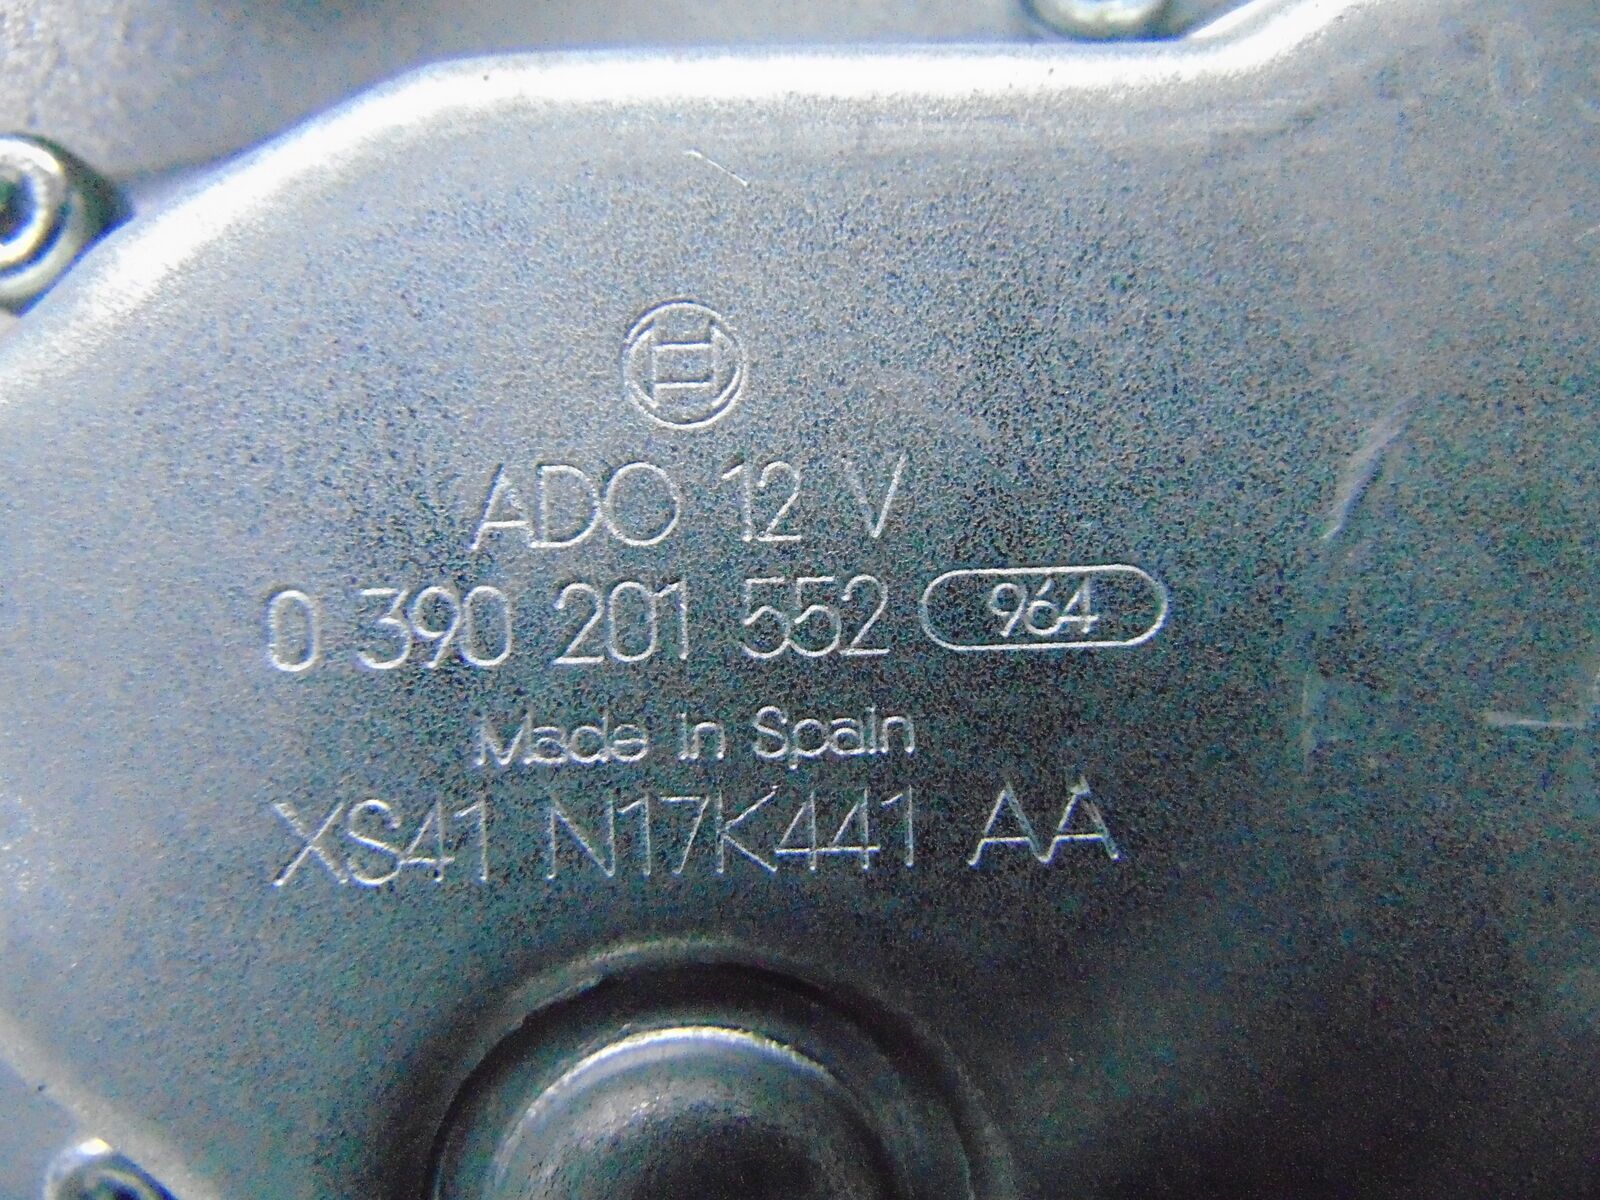 ADO 12 V
0 390 201 552 964
Made in Spain
XS41 N17K441 AA